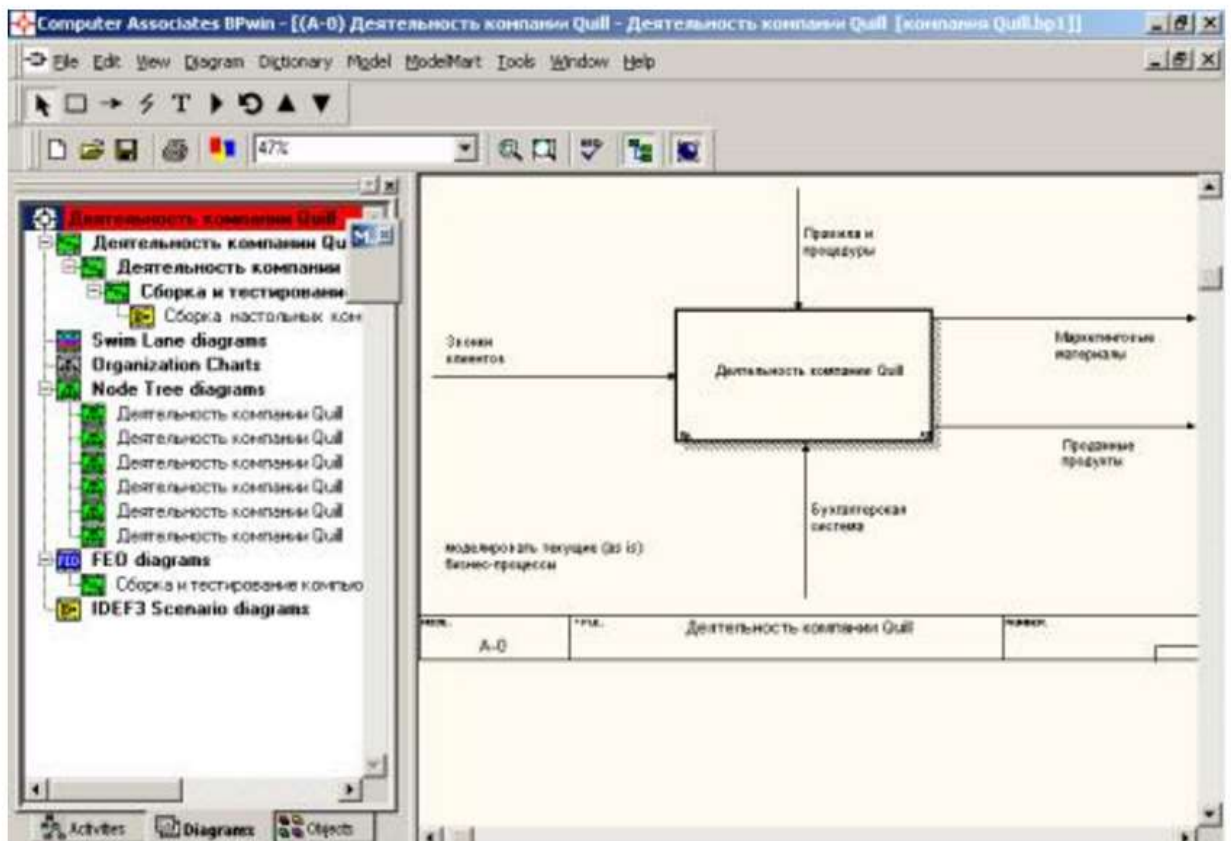 Computer Associates BPwin - [(A-0) Деятельность компании Quill - Деятельность компании Quill [компания Quill.bp1]]
File Edit View Diagram Dictionary Model ModelMart Tools Window Help
47%
Деятельность компании Quill
Деятельность компании Qu
Деятельность компании
Сборка и тестировани
Сборка настольных ком
Swim Lane diagrams
Organization Charts
Node Tree diagrams
Деятельность компании Quill
Деятельность компании Quill
Деятельность компании Quill
Деятельность компании Quill
Деятельность компании Quill
Деятельность компании Quill
FEO diagrams
Сборка и тестирование компью
IDEF3 Scenario diagrams
Activities Diagrams Objects
Правила и
процедуры
Звонки
клиентов
Деятельность компании Quill
Маркетинговые
материалы
Проданные
продукты
Бухгалтерская
система
моделировать текущие (as is)
бизнес-процессы
NODE:
A-0
TITLE:
Деятельность компании Quill
NUMBER: